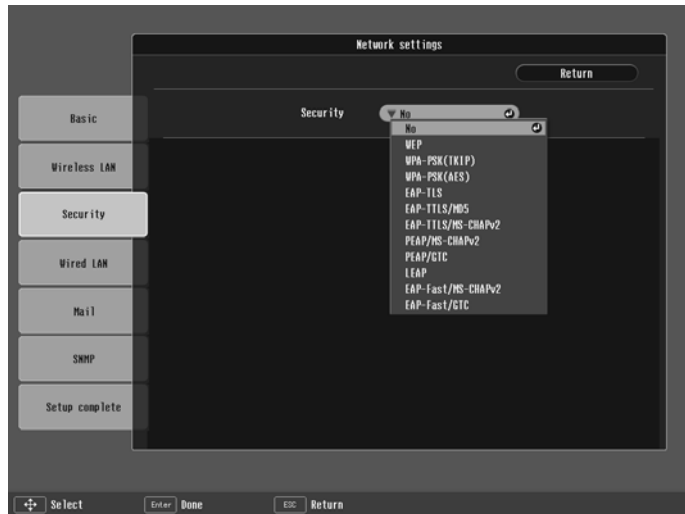 Network settings
Return
Basic
Wireless LAN
Security
Wired LAN
Mail
SNMP
Setup complete
Security
No
No
WEP
WPA-PSK(TKIP)
WPA-PSK(AES)
EAP-TLS
EAP-TTLS/MD5
EAP-TTLS/MS-CHAPv2
PEAP/MS-CHAPv2
PEAP/GTC
LEAP
EAP-Fast/MS-CHAPv2
EAP-Fast/GTC
Select
Enter Done
ESC Return